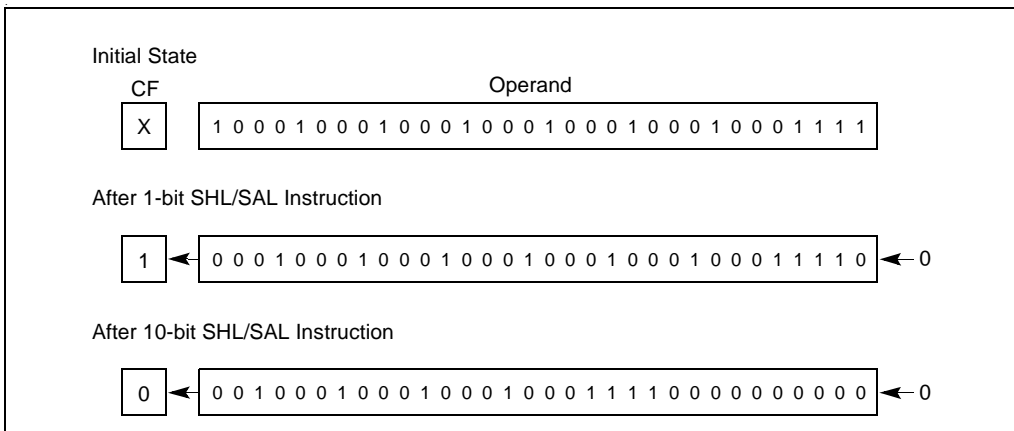 Initial State
CF Operand
X 1 0 0 0 1 0 0 0 1 0 0 0 1 0 0 0 1 0 0 0 1 0 0 0 1 0 0 0 1 1 1 1
After 1-bit SHL/SAL Instruction
1 0 0 0 1 0 0 0 1 0 0 0 1 0 0 0 1 0 0 0 1 0 0 0 1 0 0 0 1 1 1 1 0 0
After 10-bit SHL/SAL Instruction
0 0 0 1 0 0 0 1 0 0 0 1 0 0 0 1 0 0 0 1 1 1 1 0 0 0 0 0 0 0 0 0 0 0